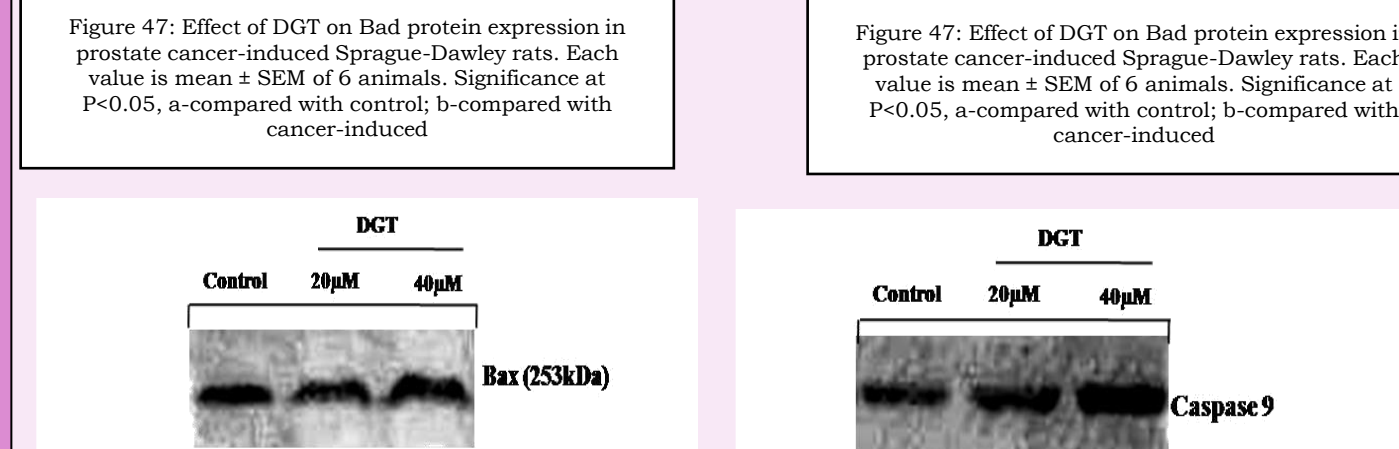 Figure 47: Effect of DGT on Bad protein expression in
prostate cancer-induced Sprague-Dawley rats. Each
value is mean ± SEM of 6 animals. Significance at
P<0.05, a-compared with control; b-compared with
cancer-induced
Figure 47: Effect of DGT on Bad protein expression i
prostate cancer-induced Sprague-Dawley rats. Each
value is mean ± SEM of 6 animals. Significance at
P<0.05, a-compared with control; b-compared with
cancer-induced
DGT
Control 20µM 40µM
Bax (253kDa)
DGT
Control 20µM 40µM
Caspase 9